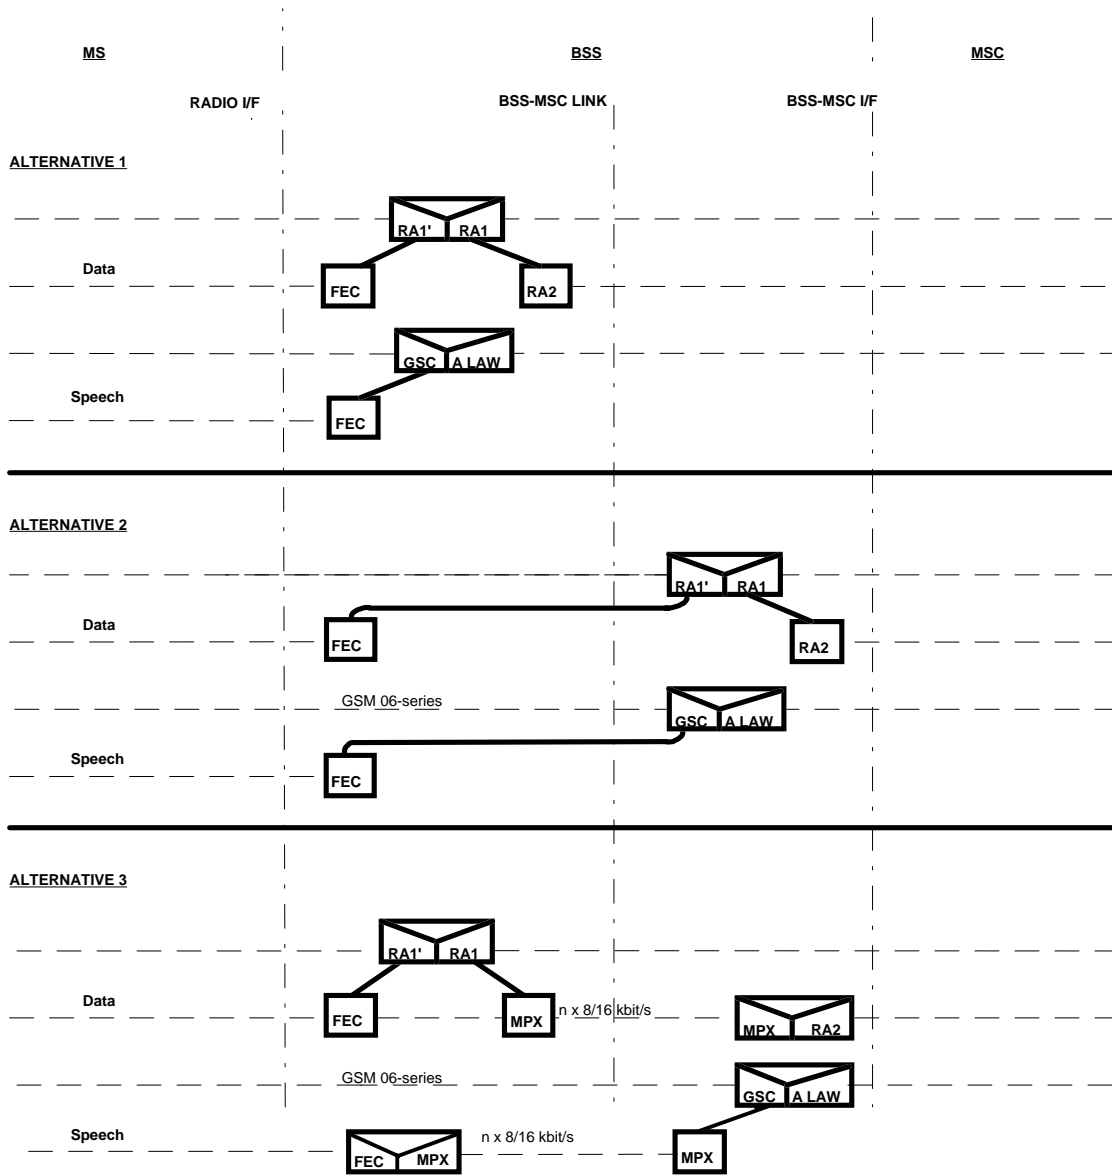 MS BSS MSC
RADIO I/F BSS-MSC LINK BSS-MSC I/F
ALTERNATIVE 1
RA1' RA1
Data
FEC RA2
GSC A LAW
Speech
FEC
ALTERNATIVE 2
RA1' RA1
Data
FEC RA2
GSM 06-series
GSC A LAW
Speech
FEC
ALTERNATIVE 3
RA1' RA1
Data
FEC MPX n x 8/16 kbit/s MPX RA2
GSM 06-series
GSC A LAW
Speech
n x 8/16 kbit/s
FEC MPX MPX